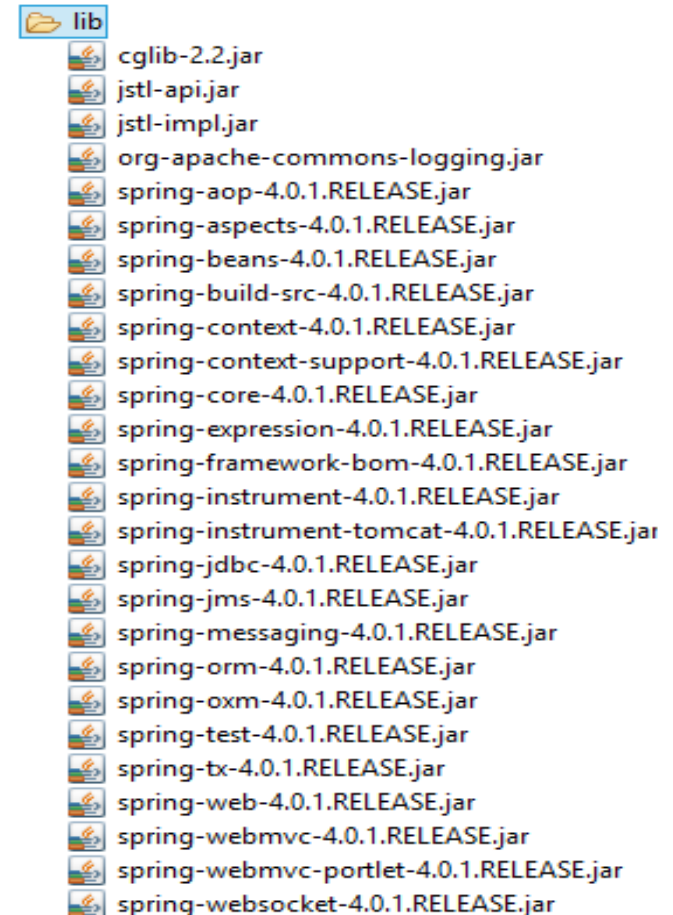 lib
cglib-2.2.jar
jstl-api.jar
jstl-impl.jar
org-apache-commons-logging.jar
spring-aop-4.0.1.RELEASE.jar
spring-aspects-4.0.1.RELEASE.jar
spring-beans-4.0.1.RELEASE.jar
spring-build-src-4.0.1.RELEASE.jar
spring-context-4.0.1.RELEASE.jar
spring-context-support-4.0.1.RELEASE.jar
spring-core-4.0.1.RELEASE.jar
spring-expression-4.0.1.RELEASE.jar
spring-framework-bom-4.0.1.RELEASE.jar
spring-instrument-4.0.1.RELEASE.jar
spring-instrument-tomcat-4.0.1.RELEASE.jar
spring-jdbc-4.0.1.RELEASE.jar
spring-jms-4.0.1.RELEASE.jar
spring-messaging-4.0.1.RELEASE.jar
spring-orm-4.0.1.RELEASE.jar
spring-oxm-4.0.1.RELEASE.jar
spring-test-4.0.1.RELEASE.jar
spring-tx-4.0.1.RELEASE.jar
spring-web-4.0.1.RELEASE.jar
spring-webmvc-4.0.1.RELEASE.jar
spring-webmvc-portlet-4.0.1.RELEASE.jar
spring-websocket-4.0.1.RELEASE.jar